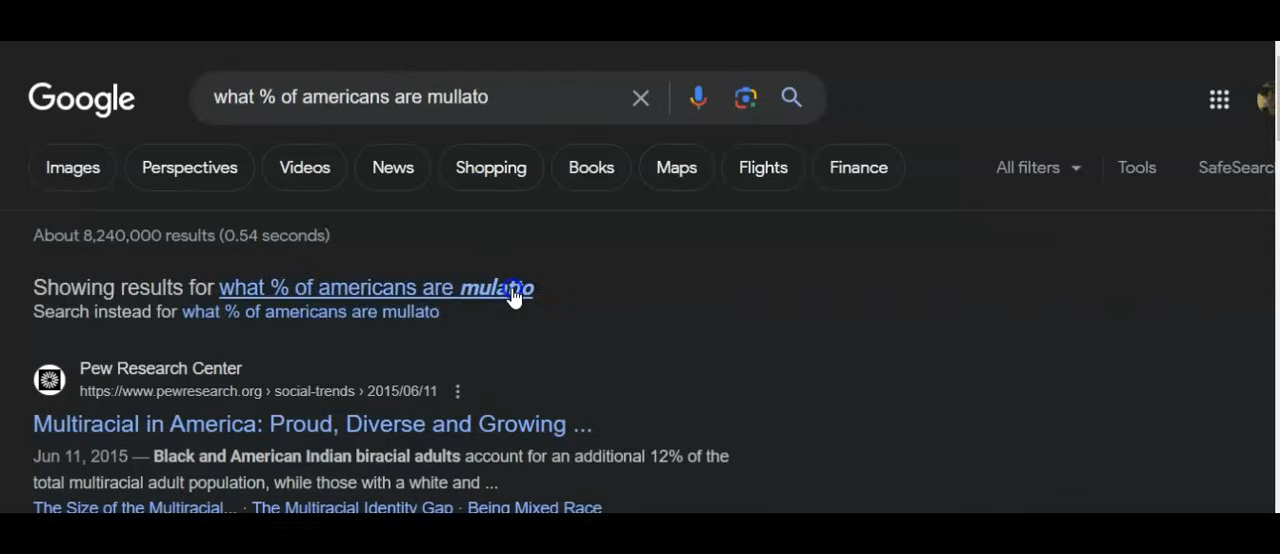 Google
what % of americans are mullato
Images
Perspectives
Videos
News
Shopping
Books
Maps
Flights
Finance
All filters
Tools
SafeSearc
About 8,240,000 results (0.54 seconds)
Showing results for what % of americans are mulatto
Search instead for what % of americans are mullato
Pew Research Center
https://www.pewresearch.org › social-trends › 2015/06/11
Multiracial in America: Proud, Diverse and Growing ...
Jun 11, 2015 — Black and American Indian biracial adults account for an additional 12% of the
total multiracial adult population, while those with a white and ...
The Size of the Multiracial... · The Multiracial Identity Gap · Being Mixed Race